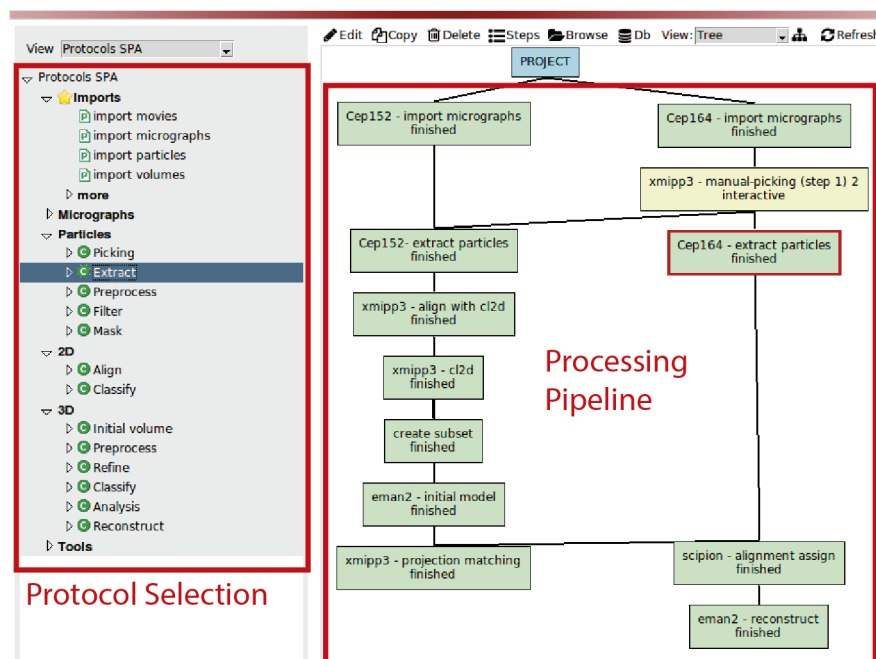 View Protocols SPA
Protocols SPA
Imports
import movies
import micrographs
import particles
import volumes
more
Micrographs
Particles
Picking
Extract
Preprocess
Filter
Mask
2D
Align
Classify
3D
Initial volume
Preprocess
Refine
Classify
Analysis
Reconstruct
Tools
Protocol Selection
Edit Copy Delete Steps Browse Db View: Tree Refresh
PROJECT
Cep152 - import micrographs
finished
Cep164 - import micrographs
finished
xmipp3 - manual-picking (step 1) 2
interactive
Cep152- extract particles
finished
Cep164 - extract particles
finished
xmipp3 - align with cl2d
finished
xmipp3 - cl2d
finished
create subset
finished
eman2 - initial model
finished
xmipp3 - projection matching
finished
scipion - alignment assign
finished
eman2 - reconstruct
finished
Processing
Pipeline